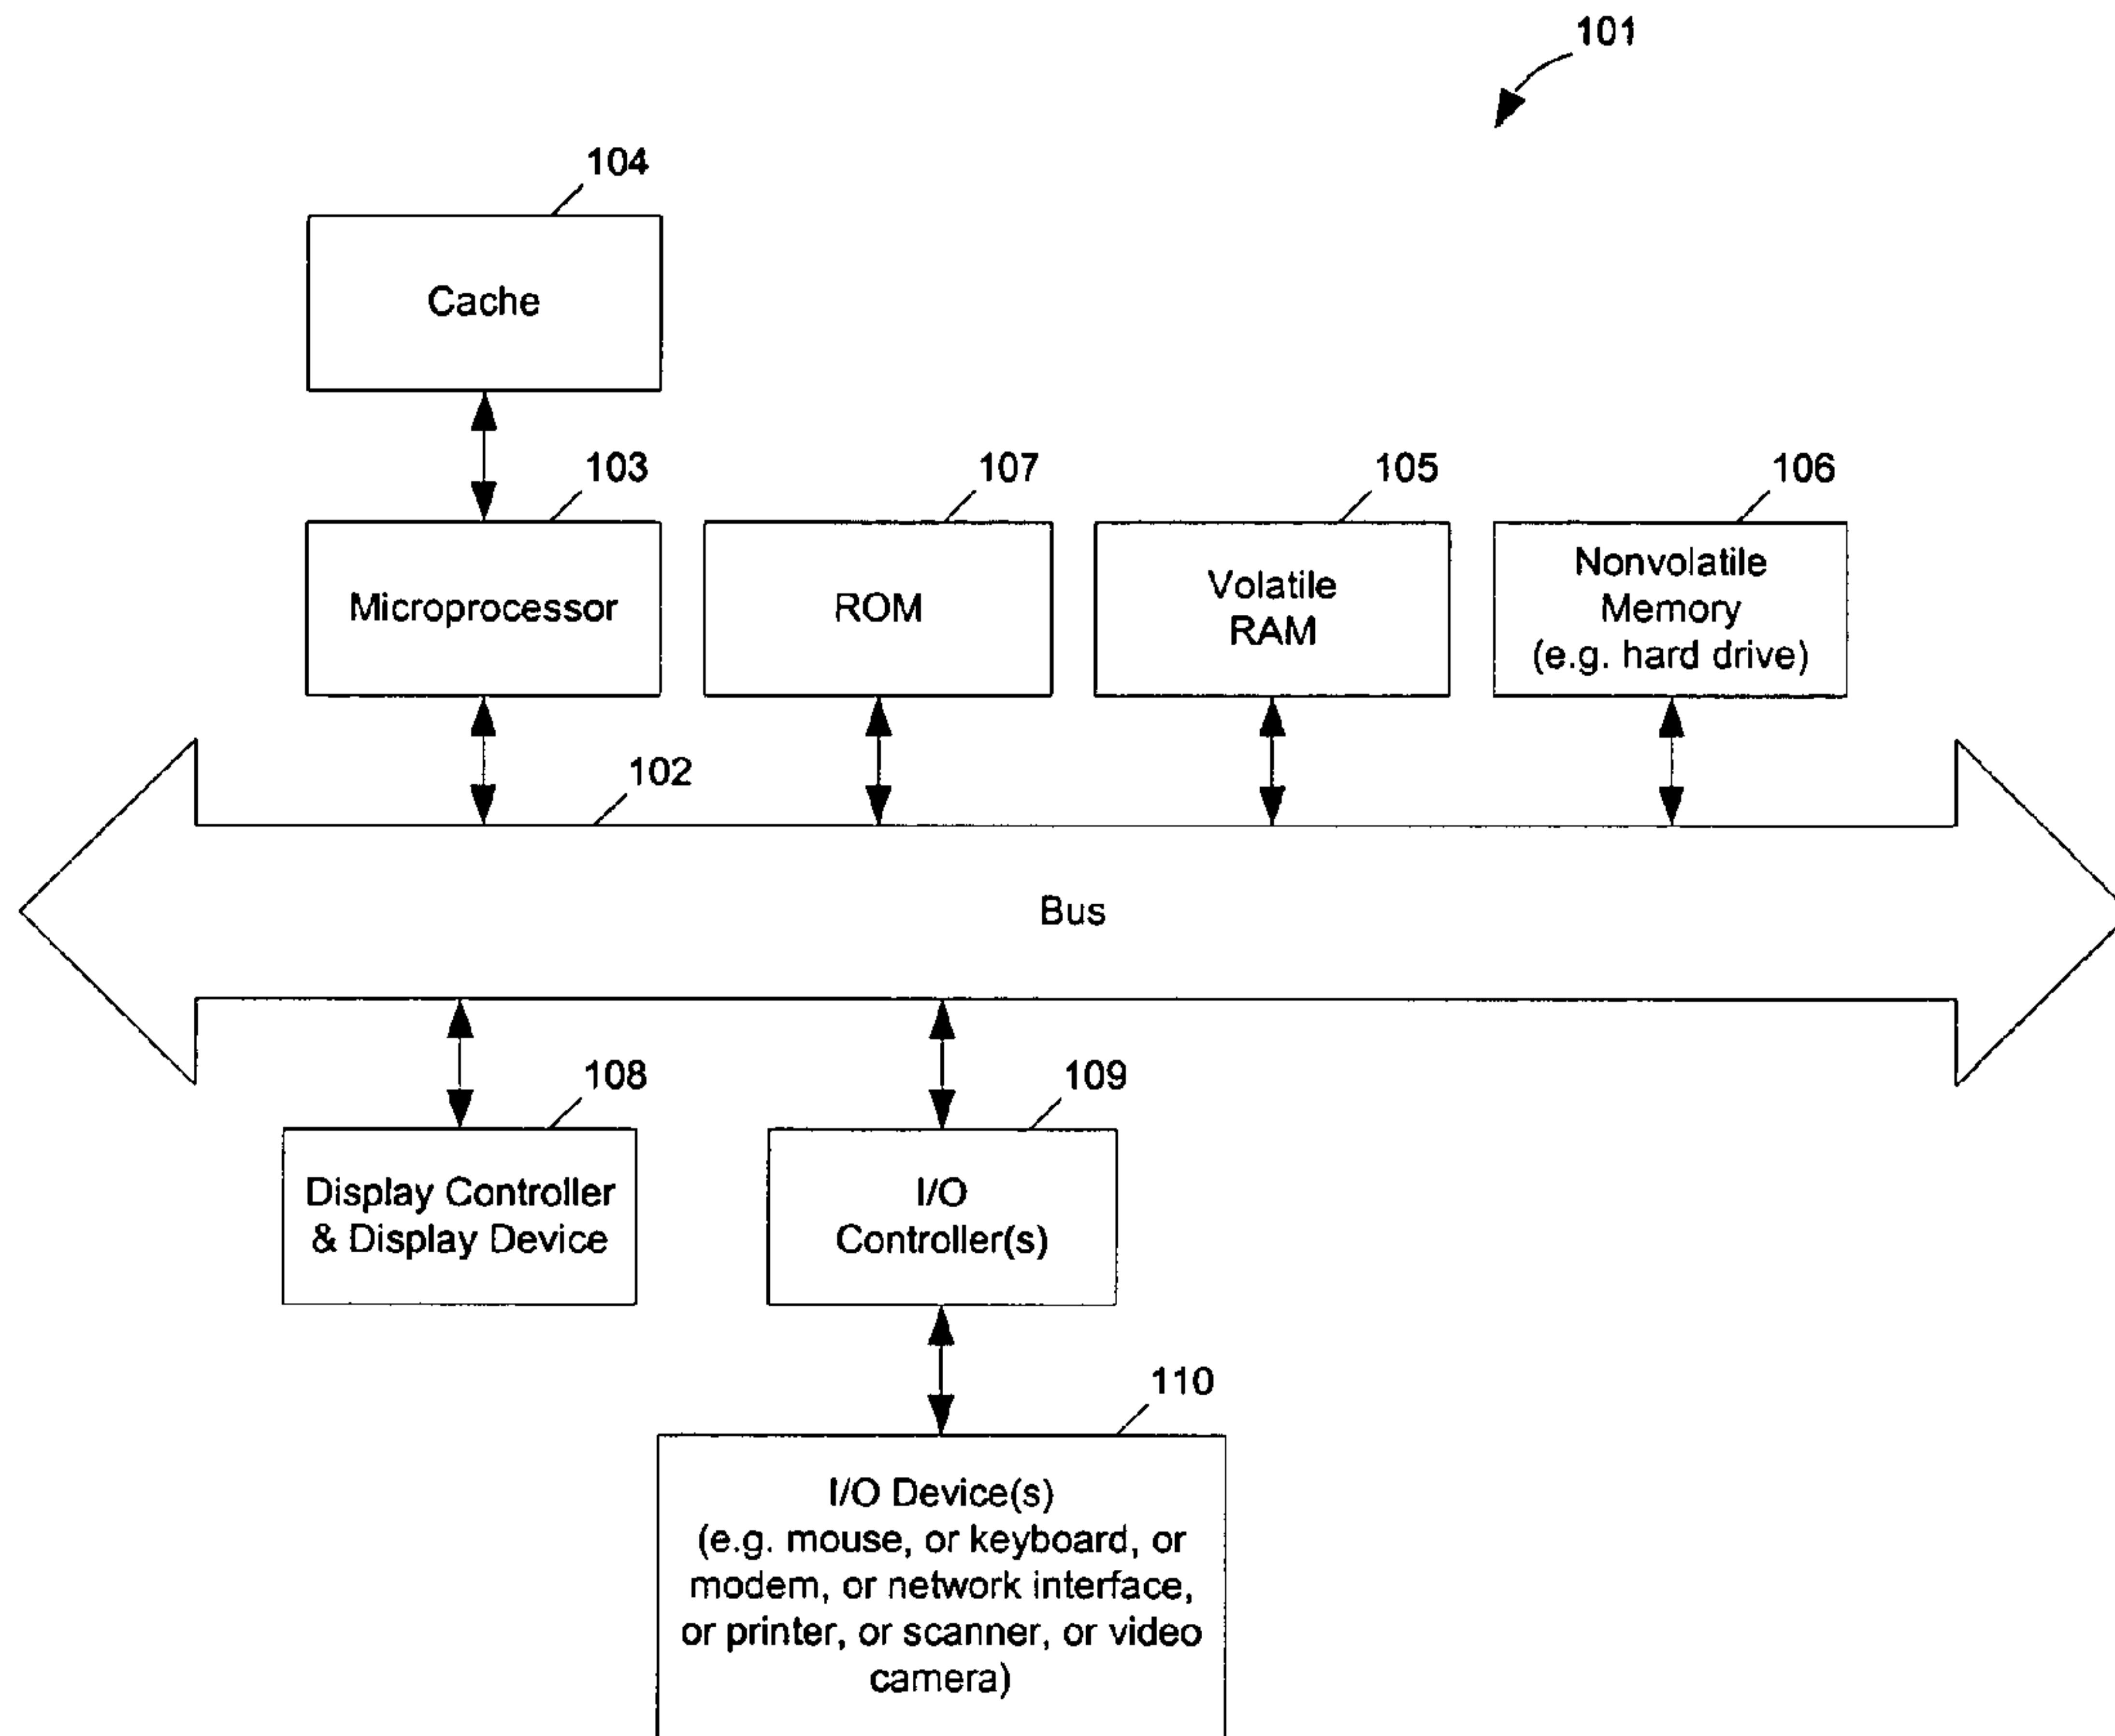 101
104
Cache
103
107
105
106
Microprocessor
ROM
Volatile
RAM
Nonvolatile
Memory
(e.g. hard drive)
102
Bus
108
109
Display Controller
& Display Device
I/O
Controller(s)
110
I/O Device(s)
(e.g. mouse, or keyboard, or
modem, or network interface,
or printer, or scanner, or video
camera)